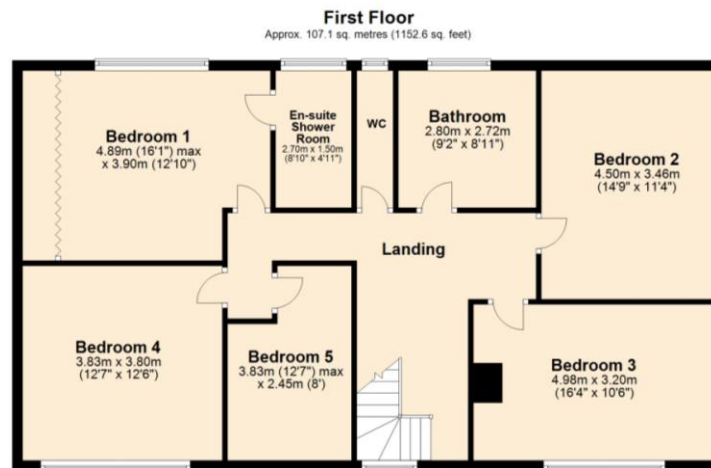 First Floor
Approx. 107.1 sq. metres (1152.6 sq. feet)
Bedroom 1
4.89m (16'1") max
x 3.90m (12'10")
En-suite
Shower
Room
2.70m x 1.50m
(8'10" x 4'11")
WC
Bathroom
2.80m x 2.72m
(9'2" x 8'11")
Bedroom 2
4.50m x 3.46m
(14'9" x 11'4")
Landing
Bedroom 4
3.83m x 3.80m
(12'7" x 12'6")
Bedroom 5
3.83m (12'7") max
x 2.45m (8')
Bedroom 3
4.98m x 3.20m
(16'4" x 10'6")